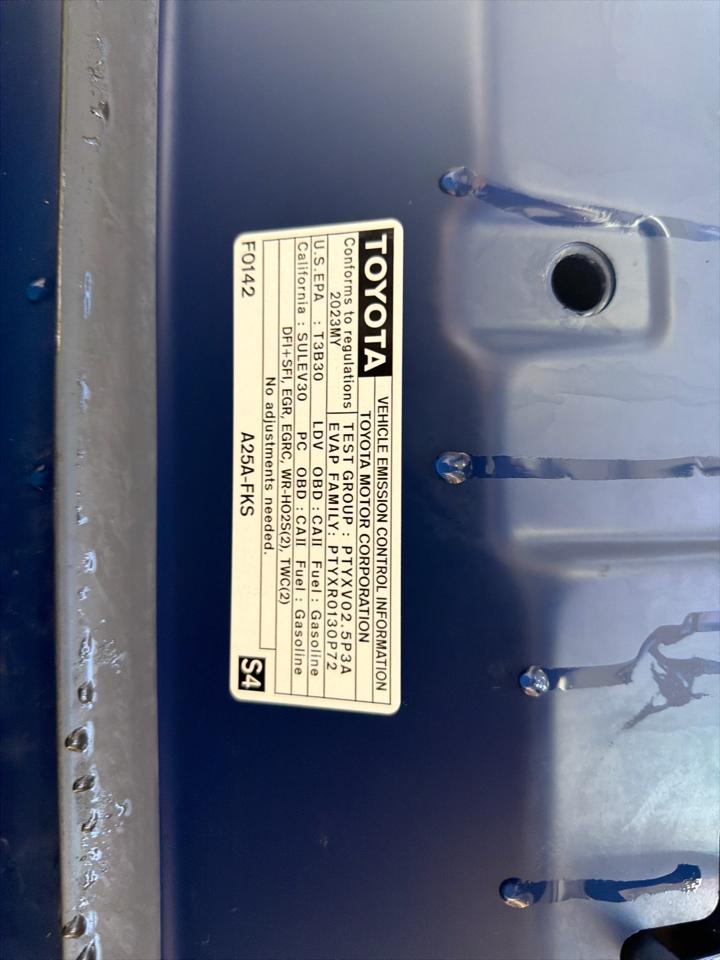 TOYOTA
VEHICLE EMISSION CONTROL INFORMATION
TOYOTA MOTOR CORPORATION
Conforms to regulations
2023MY
TEST GROUP : PTYXV02.5P3A
EVAP FAMILY: PTYXR0130P72
U.S.EPA : T3B30 LDV OBD : CAII Fuel : Gasoline
California : SULEV30 PC OBD : CAII Fuel : Gasoline
DFI+SFI, EGR, EGRC, WR-HO2S(2), TWC(2)
No adjustments needed.
F0142 A25A-FKS S4